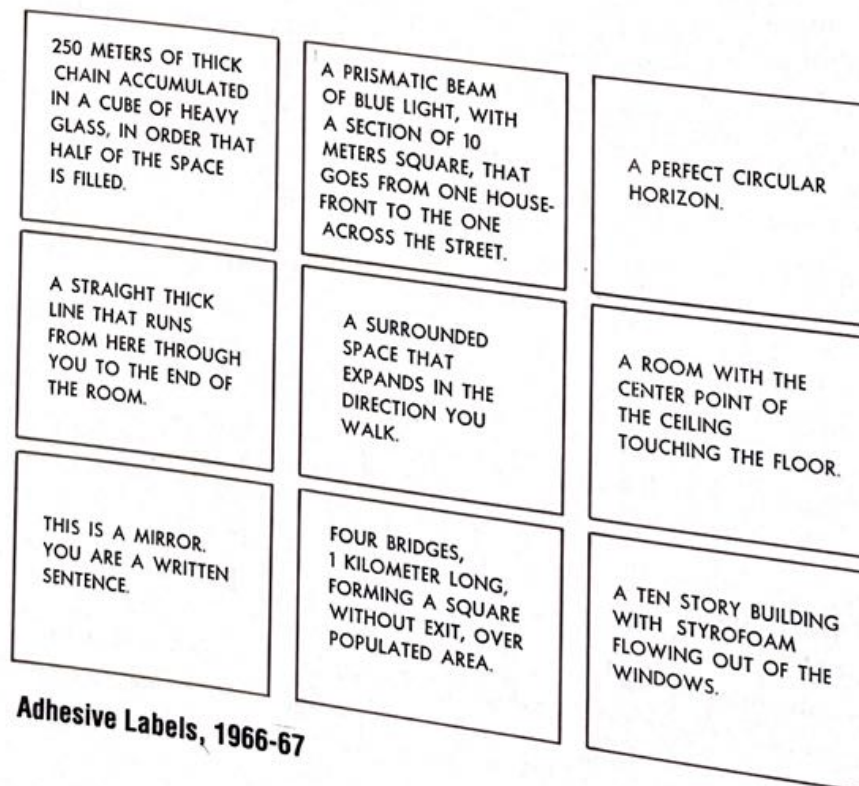 250 METERS OF THICK
CHAIN ACCUMULATED
IN A CUBE OF HEAVY
GLASS, IN ORDER THAT
HALF OF THE SPACE
IS FILLED.
A PRISMATIC BEAM
OF BLUE LIGHT, WITH
A SECTION OF 10
METERS SQUARE, THAT
GOES FROM ONE HOUSE-
FRONT TO THE ONE
ACROSS THE STREET.
A PERFECT CIRCULAR
HORIZON.
A STRAIGHT THICK
LINE THAT RUNS
FROM HERE THROUGH
YOU TO THE END OF
THE ROOM.
A SURROUNDED
SPACE THAT
EXPANDS IN THE
DIRECTION YOU
WALK.
A ROOM WITH THE
CENTER POINT OF
THE CEILING
TOUCHING THE FLOOR.
THIS IS A MIRROR.
YOU ARE A WRITTEN
SENTENCE.
FOUR BRIDGES,
1 KILOMETER LONG,
FORMING A SQUARE
WITHOUT EXIT, OVER
POPULATED AREA.
A TEN STORY BUILDING
WITH STYROFOAM
FLOWING OUT OF THE
WINDOWS.
Adhesive Labels, 1966-67